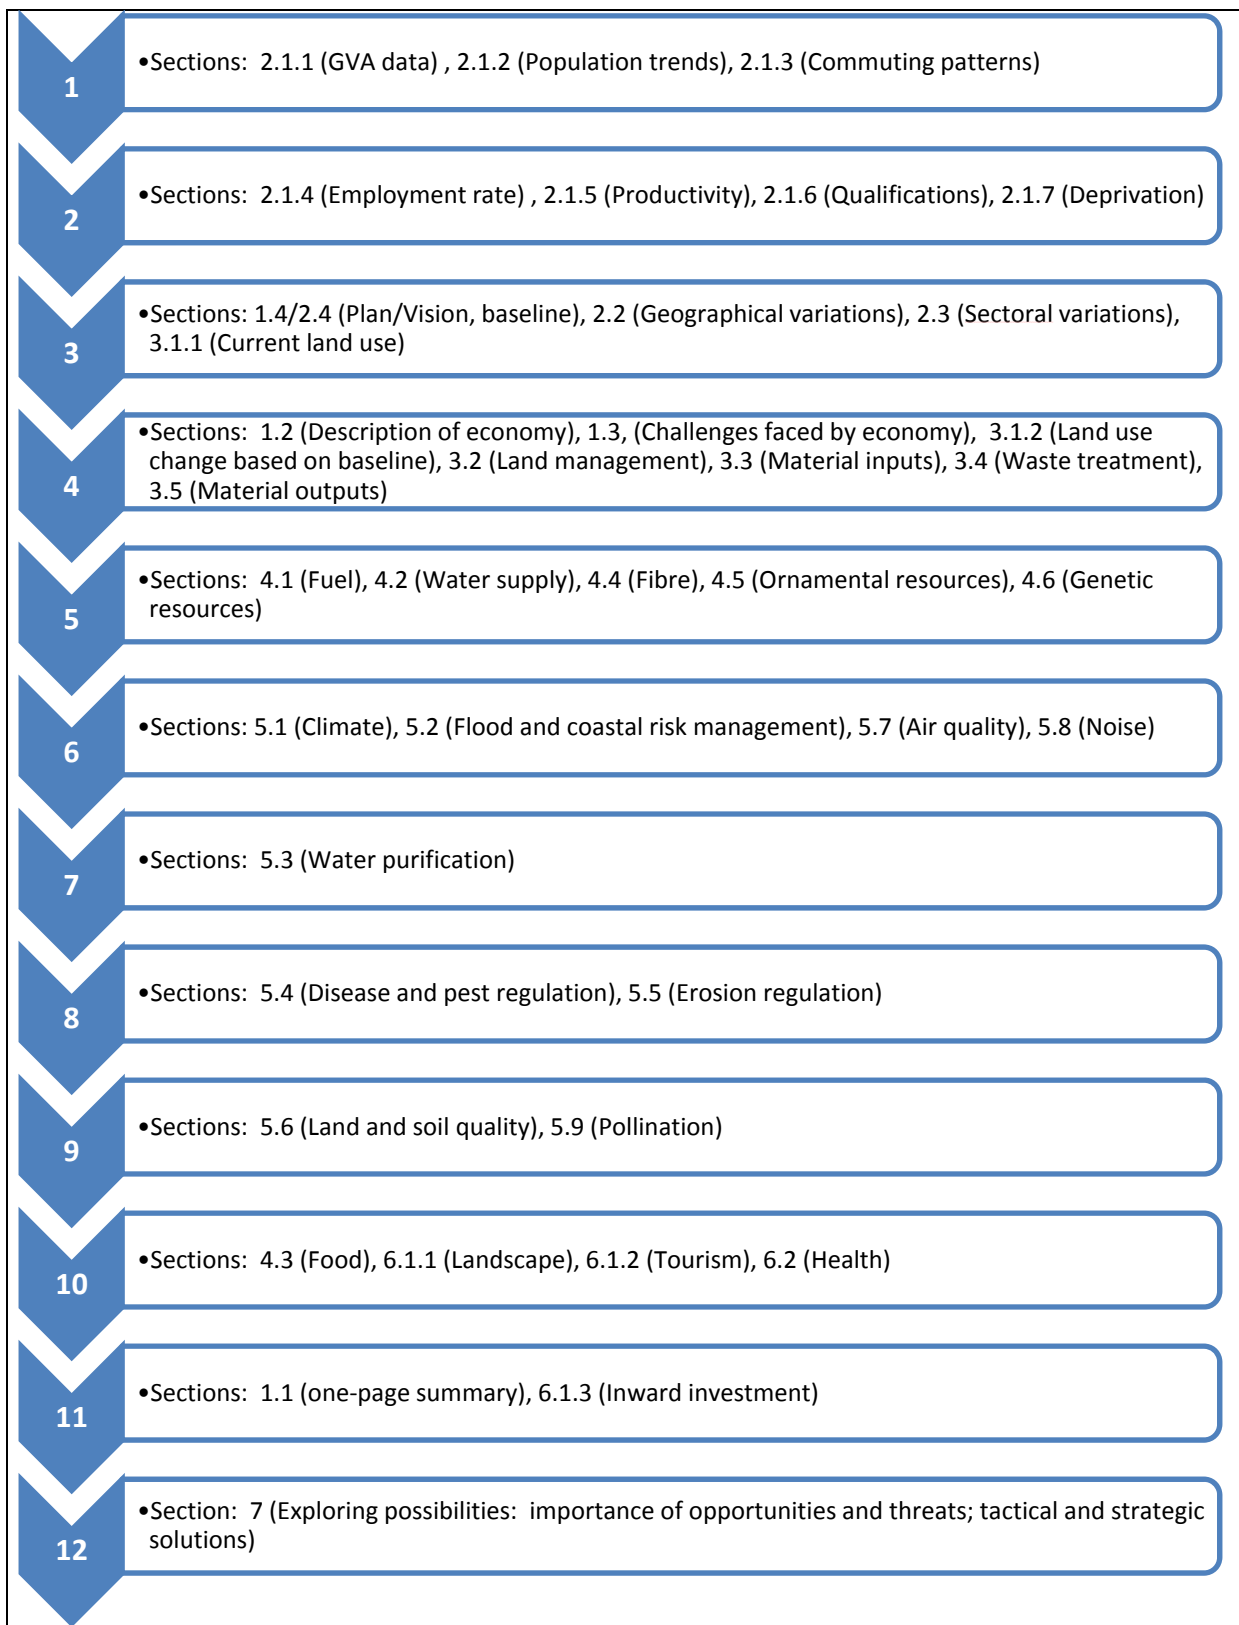 1
•Sections:  2.1.1 (GVA data) , 2.1.2 (Population trends), 2.1.3 (Commuting patterns)
2
•Sections:  2.1.4 (Employment rate) , 2.1.5 (Productivity), 2.1.6 (Qualifications), 2.1.7 (Deprivation)
3
•Sections: 1.4/2.4 (Plan/Vision, baseline), 2.2 (Geographical variations), 2.3 (Sectoral variations),
3.1.1 (Current land use)
4
•Sections:  1.2 (Description of economy), 1.3, (Challenges faced by economy),  3.1.2 (Land use
change based on baseline), 3.2 (Land management), 3.3 (Material inputs), 3.4 (Waste treatment),
3.5 (Material outputs)
5
•Sections:  4.1 (Fuel), 4.2 (Water supply), 4.4 (Fibre), 4.5 (Ornamental resources), 4.6 (Genetic
resources)
6
•Sections: 5.1 (Climate), 5.2 (Flood and coastal risk management), 5.7 (Air quality), 5.8 (Noise)
7
•Sections:  5.3 (Water purification)
8
•Sections:  5.4 (Disease and pest regulation), 5.5 (Erosion regulation)
9
•Sections:  5.6 (Land and soil quality), 5.9 (Pollination)
10
•Sections:  4.3 (Food), 6.1.1 (Landscape), 6.1.2 (Tourism), 6.2 (Health)
11
•Sections:  1.1 (one-page summary), 6.1.3 (Inward investment)
12
•Section:  7 (Exploring possibilities:  importance of opportunities and threats; tactical and strategic
solutions)